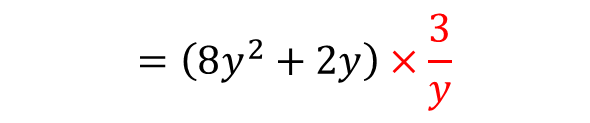 = (8y² + 2y) × 3/y